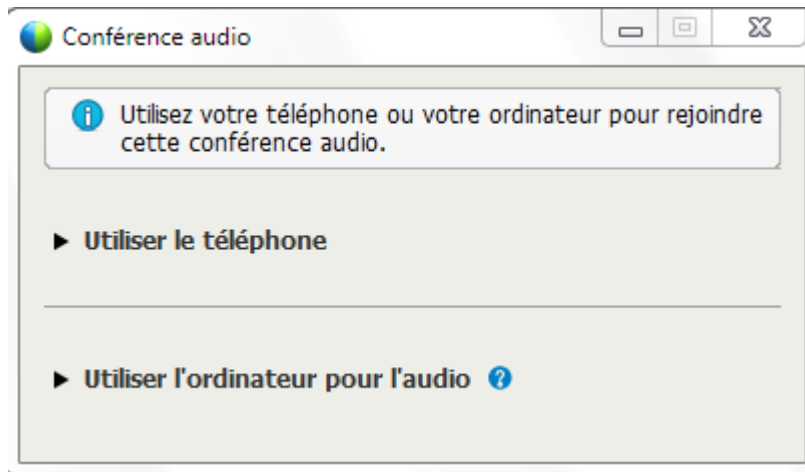 Conférence audio
Utilisez votre téléphone ou votre ordinateur pour rejoindre
cette conférence audio.
Utiliser le téléphone
Utiliser l'ordinateur pour l'audio